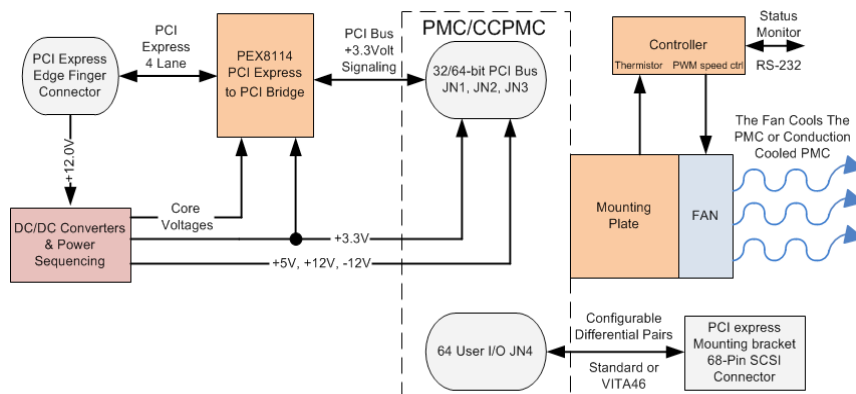 PCI Express
Edge Finger
Connector
PCI
Express
4 Lane
PEX8114
PCI Express
to PCI Bridge
PCI Bus
+3.3Volt
Signaling
PMC/CCPMC
32/64-bit PCI Bus
JN1, JN2, JN3
Controller
Thermistor PWM speed ctrl
Status
Monitor
RS-232
The Fan Cools The
PMC or Conduction
Cooled PMC
Mounting
Plate
FAN
+12.0V
DC/DC Converters
& Power
Sequencing
Core
Voltages
+3.3V
+5V, +12V, -12V
64 User I/O JN4
Configurable
Differential Pairs
Standard or
VITA46
PCI express
Mounting bracket
68-Pin SCSI
Connector